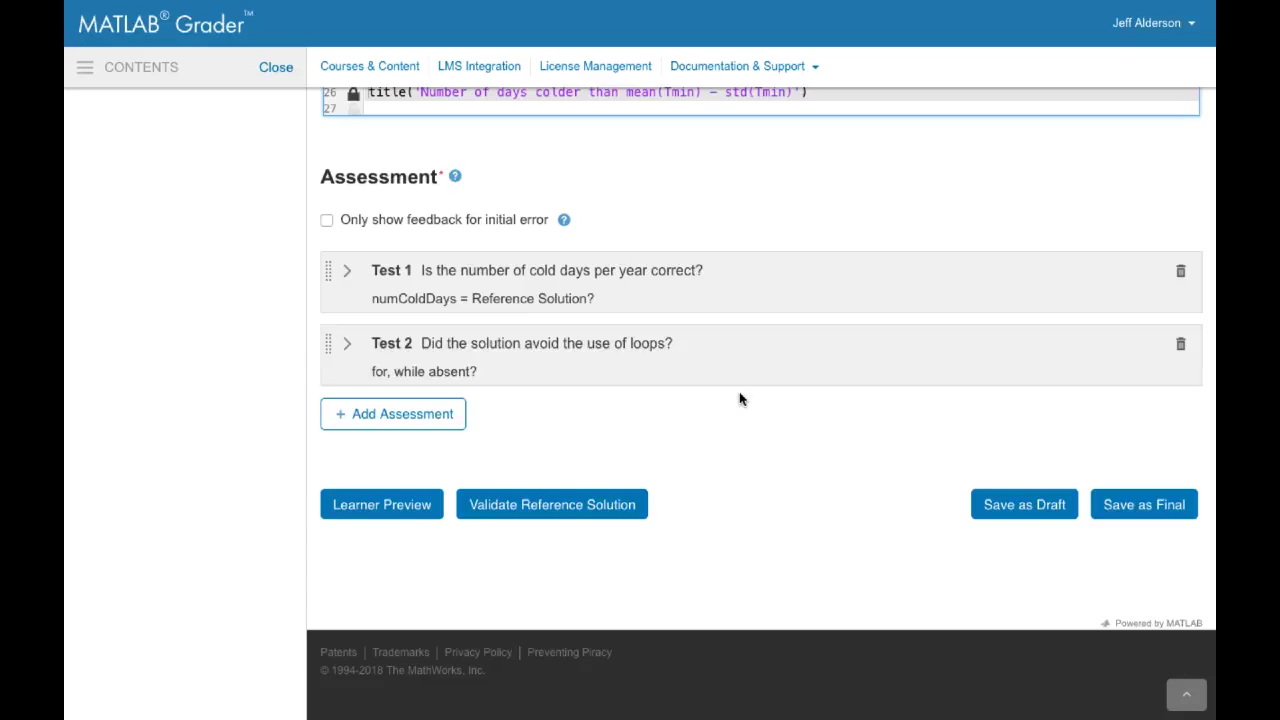 MATLAB® Grader™
Jeff Alderson
CONTENTS
Close
Courses & Content
LMS Integration
License Management
Documentation & Support
26 title('Number of days colder than mean(Tmin) - std(Tmin)')
27
Assessment*
Only show feedback for initial error
Test 1 Is the number of cold days per year correct?
numColdDays = Reference Solution?
Test 2 Did the solution avoid the use of loops?
for, while absent?
+ Add Assessment
Learner Preview
Validate Reference Solution
Save as Draft
Save as Final
Powered by MATLAB
Patents | Trademarks | Privacy Policy | Preventing Piracy
© 1994-2018 The MathWorks, Inc.